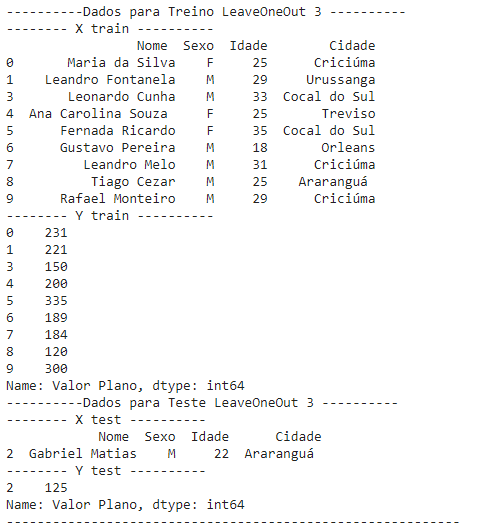 ----------Dados para Treino LeaveOneOut 3 ----------
-------- X train ----------
                 Nome  Sexo  Idade        Cidade
0       Maria da Silva    F     25      Criciúma
1    Leandro Fontanela    M     29     Urussanga
3       Leonardo Cunha    M     33  Cocal do Sul
4  Ana Carolina Souza     F     25       Treviso
5      Fernada Ricardo    F     35  Cocal do Sul
6     Gustavo Pereira    M     18       Orleans
7         Leandro Melo    M     31      Criciúma
8          Tiago Cezar    M     25    Araranguá
9      Rafael Monteiro    M     29      Criciúma
-------- Y train ----------
0    231
1    221
3    150
4    200
5    335
6    189
7    184
8    120
9    300
Name: Valor Plano, dtype: int64
----------Dados para Teste LeaveOneOut 3 ----------
-------- X test ----------
            Nome  Sexo  Idade      Cidade
2  Gabriel Matias    M     22  Araranguá
-------- Y test ----------
2    125
Name: Valor Plano, dtype: int64
------------------------------------------------------------